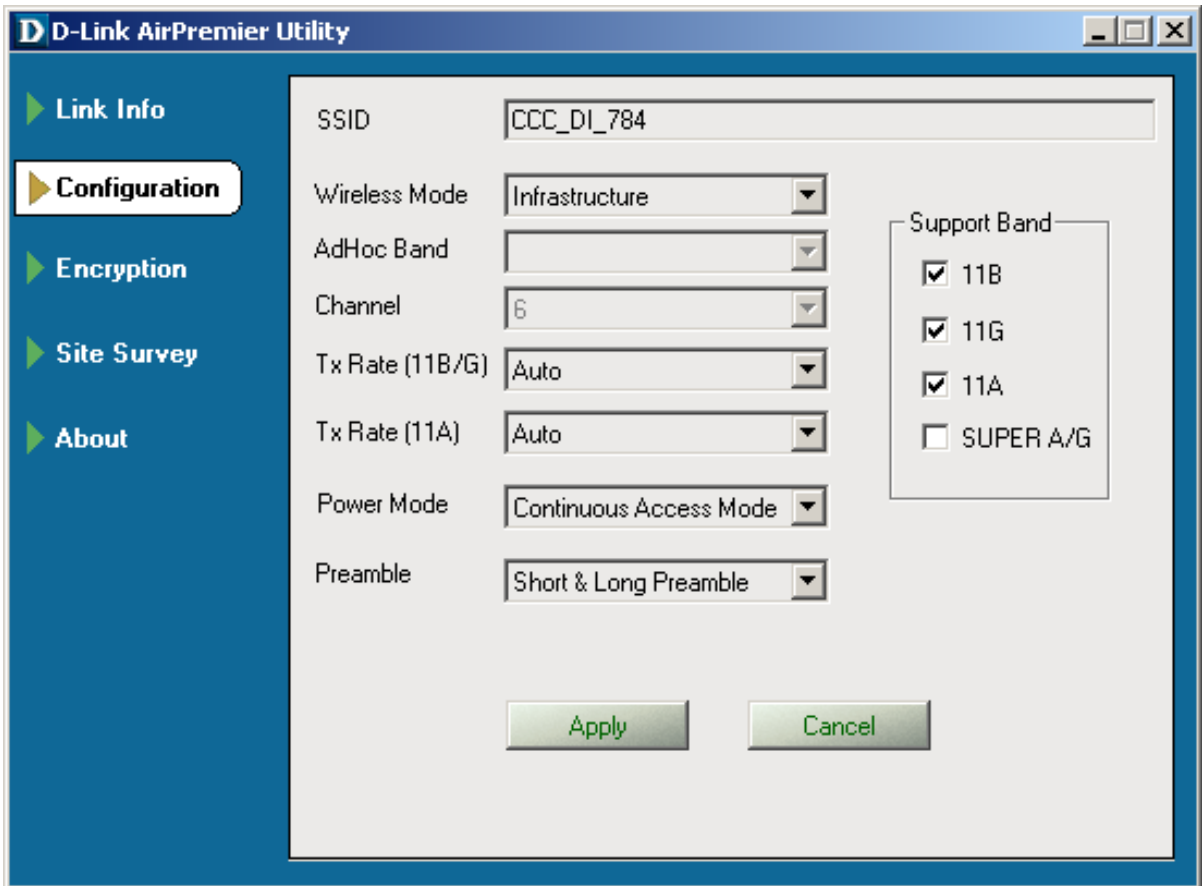 D D-Link AirPremier Utility
Link Info
Configuration
Encryption
Site Survey
About
SSID CCC_DI_784
Wireless Mode Infrastructure
AdHoc Band
Channel 6
Tx Rate (11B/G) Auto
Tx Rate (11A) Auto
Power Mode Continuous Access Mode
Preamble Short & Long Preamble
Support Band
11B
11G
11A
SUPER A/G
Apply Cancel